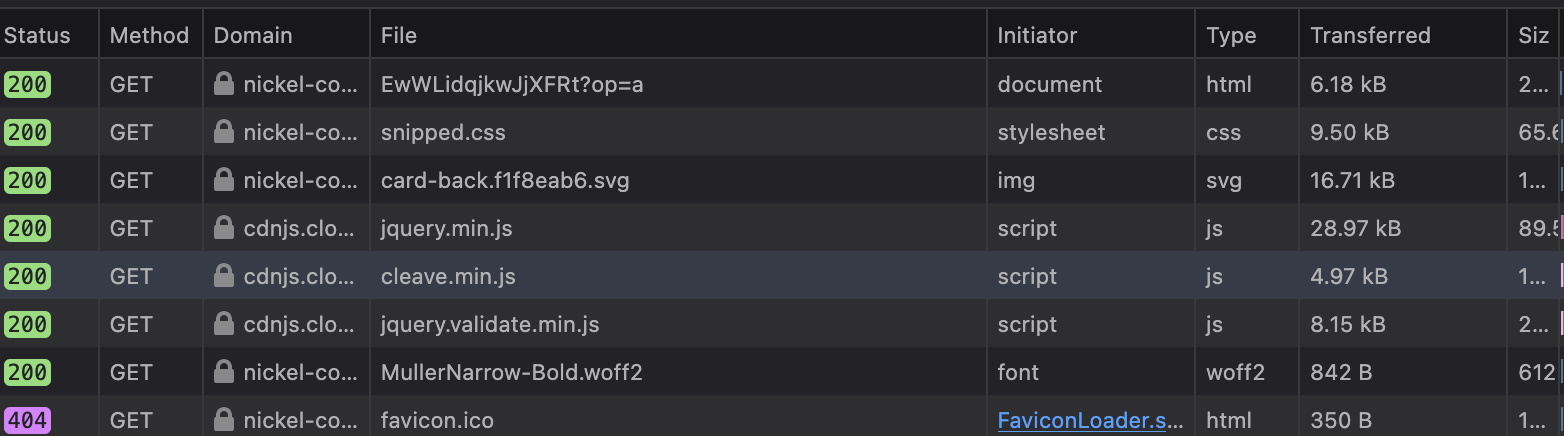 Status Method Domain File Initiator Type Transferred Siz
200 GET nickel-co... EwWLidqjkwJjXFRt?op=a document html 6.18 kB 2...
200 GET nickel-co... snipped.css stylesheet css 9.50 kB 65.6
200 GET nickel-co... card-back.f1f8eab6.svg img svg 16.71 kB 1...
200 GET cdnjs.clo... jquery.min.js script js 28.97 kB 89.5
200 GET cdnjs.clo... cleave.min.js script js 4.97 kB 1...
200 GET cdnjs.clo... jquery.validate.min.js script js 8.15 kB 2...
200 GET nickel-co... MullerNarrow-Bold.woff2 font woff2 842 B 612
404 GET nickel-co... favicon.ico FaviconLoader.s... html 350 B 1...